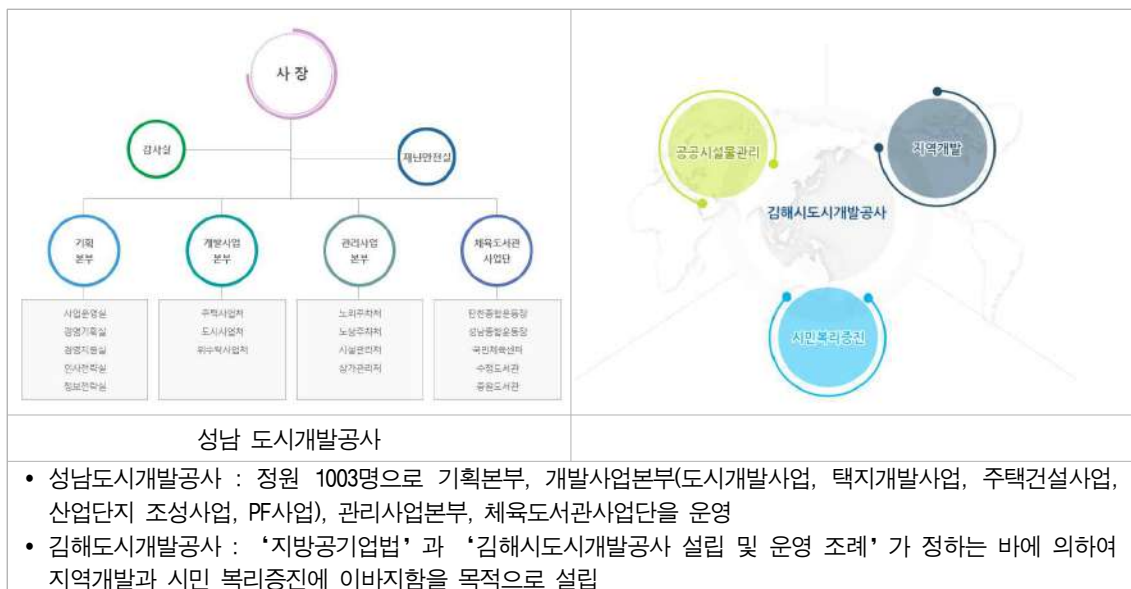 사 장
감사실
재난안전실
기획
본부
개발사업
본부
관리사업
본부
체육도서관
사업단
사업운영실
경영기획실
경영지원실
인사전략실
정보전략실
주택사업처
도시사업처
위수탁사업처
노외주차처
노상주차처
시설관리처
상가관리처
탄천종합운동장
성남종합운동장
국민체육센터
수정도서관
중원도서관
공공시설물관리
지역개발
김해시도시개발공사
시민복리증진
성남 도시개발공사
• 성남도시개발공사 : 정원 1003명으로 기획본부, 개발사업본부(도시개발사업, 택지개발사업, 주택건설사업,
산업단지 조성사업, PF사업), 관리사업본부, 체육도서관사업단을 운영
• 김해도시개발공사 : ‘지방공기업법’과 ‘김해시도시개발공사 설립 및 운영 조례’가 정하는 바에 의하여
지역개발과 시민 복리증진에 이바지함을 목적으로 설립